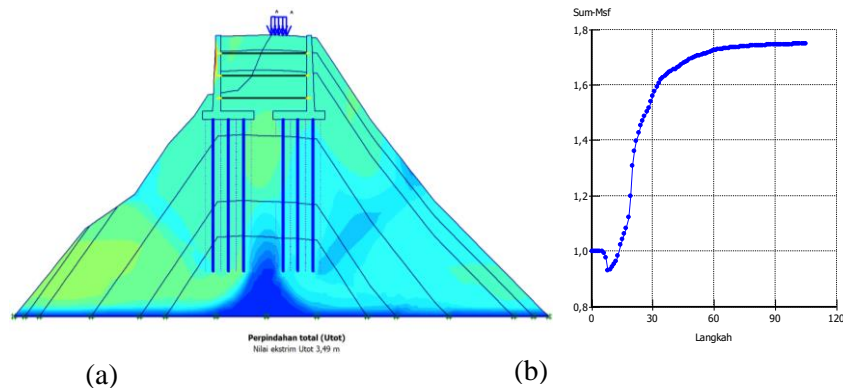 A A
Perpindahan total (Utot)
Nilai ekstrim Utot 3,49 m
(a)
Sum-Msf
1,8
1,6
1,4
1,2
1,0
0,8
0 30 60 90 120
Langkah
(b)